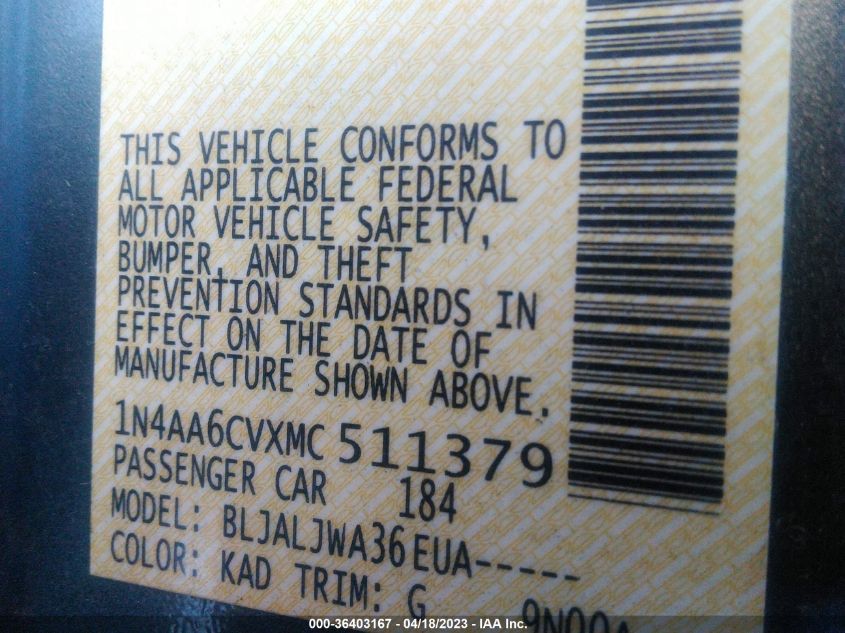 THIS VEHICLE CONFORMS TO
ALL APPLICABLE FEDERAL
MOTOR VEHICLE SAFETY,
BUMPER, AND THEFT
PREVENTION STANDARDS IN
EFFECT ON THE DATE OF
MANUFACTURE SHOWN ABOVE.
1N4AA6CVXMC511379
PASSENGER CAR 184
MODEL: BLJALJWA36EUA-----
COLOR: KAD TRIM: G
000-36403167 - 04/18/2023 - IAA Inc.